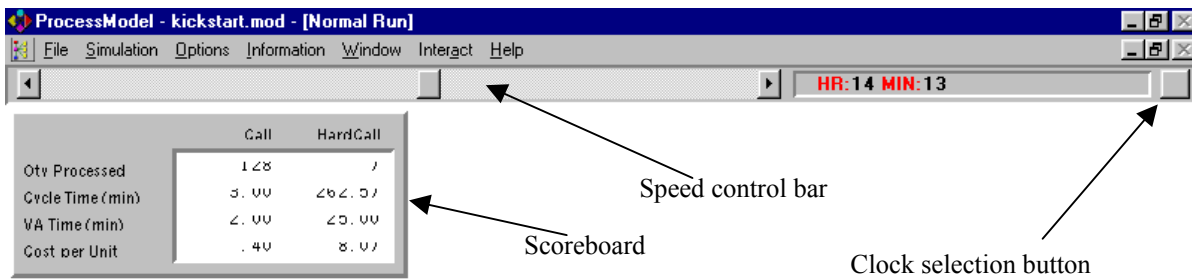 ProcessModel - kickstart.mod - [Normal Run]
File Simulation Options Information Window Interact Help
HR:14 MIN:13
Call HardCall
Qty Processed 128 7
Cycle Time (min) 3.00 262.57
VA Time (min) 2.00 25.00
Cost per Unit .40 8.07
Speed control bar
Scoreboard
Clock selection button